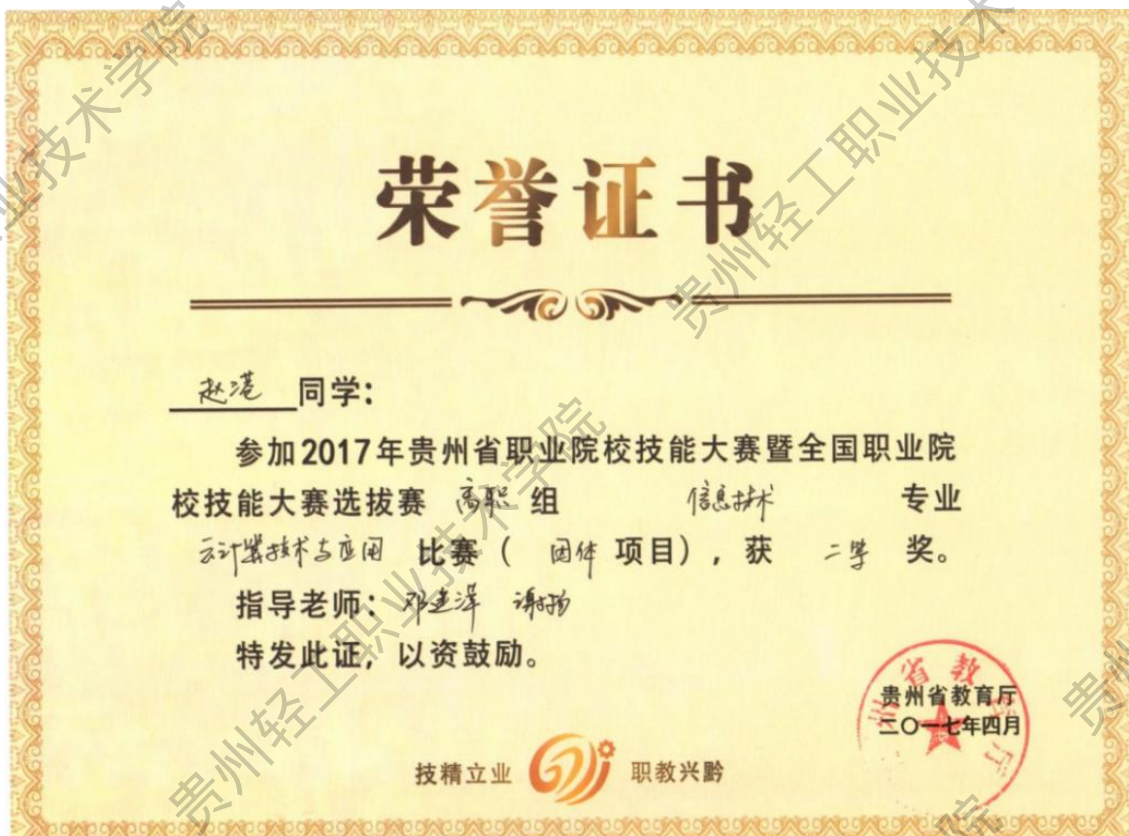 荣誉证书
赵港 同学:
参加2017年贵州省职业院校技能大赛暨全国职业院
校技能大赛选拔赛 高职 组 信息技术 专业
云计算技术与应用 比赛( 团体 项目),获 二等 奖。
指导老师: 邓建萍 谢扬
特发此证,以资鼓励。
贵州省教育厅
二〇一七年四月
技精立业 职教兴黔
贵州轻工职业技术学院